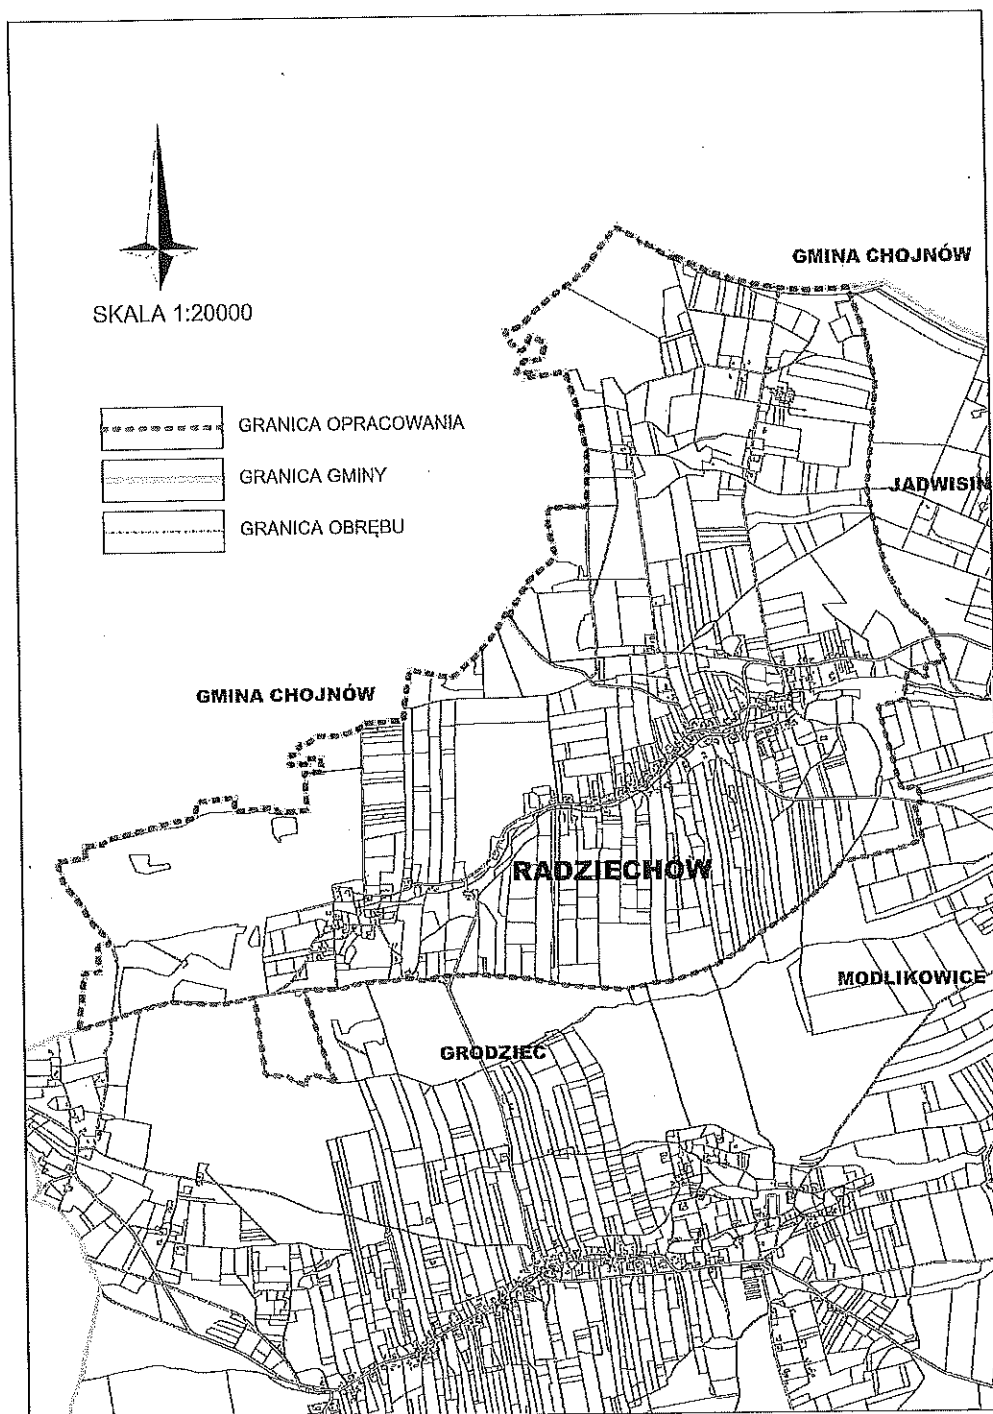 GMINA CHOJNÓW
SKALA 1:20000
GRANICA OPRACOWANIA
GRANICA GMINY
GRANICA OBRĘBU
JADWISIN
GMINA CHOJNÓW
RADZIECHÓW
MODLIKOWICE
GRODZIEC